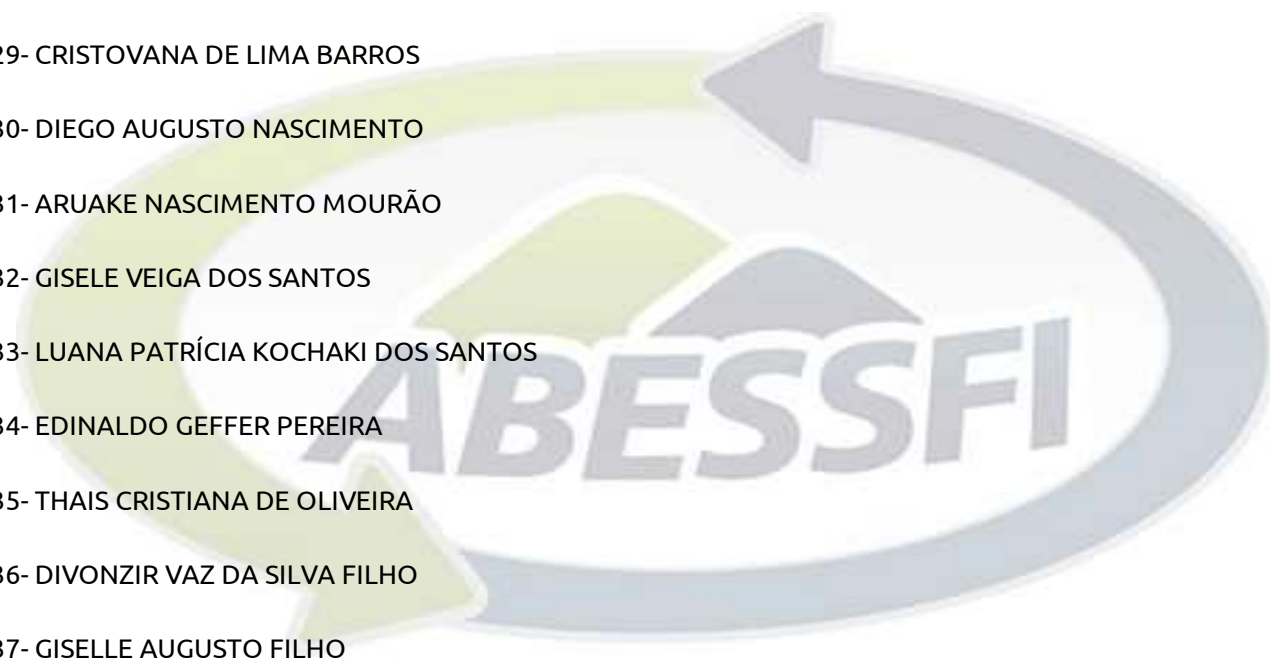 29- CRISTOVANA DE LIMA BARROS
30- DIEGO AUGUSTO NASCIMENTO
31- ARUAKE NASCIMENTO MOURÃO
32- GISELE VEIGA DOS SANTOS
33- LUANA PATRÍCIA KOCHAKI DOS SANTOS
34- EDINALDO GEFFER PEREIRA
35- THAIS CRISTIANA DE OLIVEIRA
36- DIVONZIR VAZ DA SILVA FILHO
37- GISELLE AUGUSTO FILHO
ABESSFI